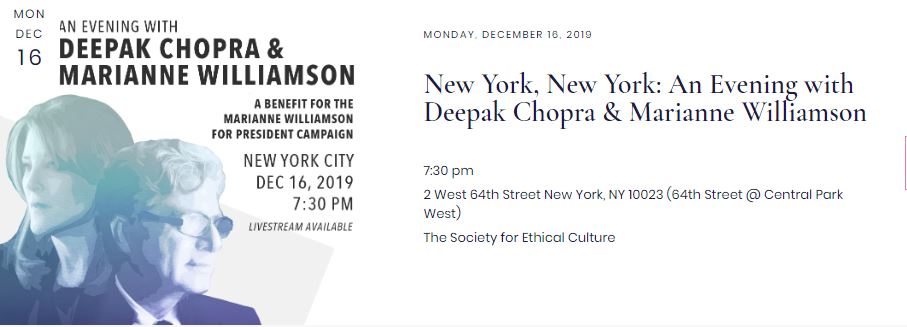 MON
DEC
16
AN EVENING WITH
DEEPAK CHOPRA &
MARIANNE WILLIAMSON
A BENEFIT FOR THE
MARIANNE WILLIAMSON
FOR PRESIDENT CAMPAIGN
NEW YORK CITY
DEC 16, 2019
7:30 PM
LIVESTREAM AVAILABLE
MONDAY, DECEMBER 16, 2019
New York, New York: An Evening with
Deepak Chopra & Marianne Williamson
7:30 pm
2 West 64th Street New York, NY 10023 (64th Street @ Central Park
West)
The Society for Ethical Culture